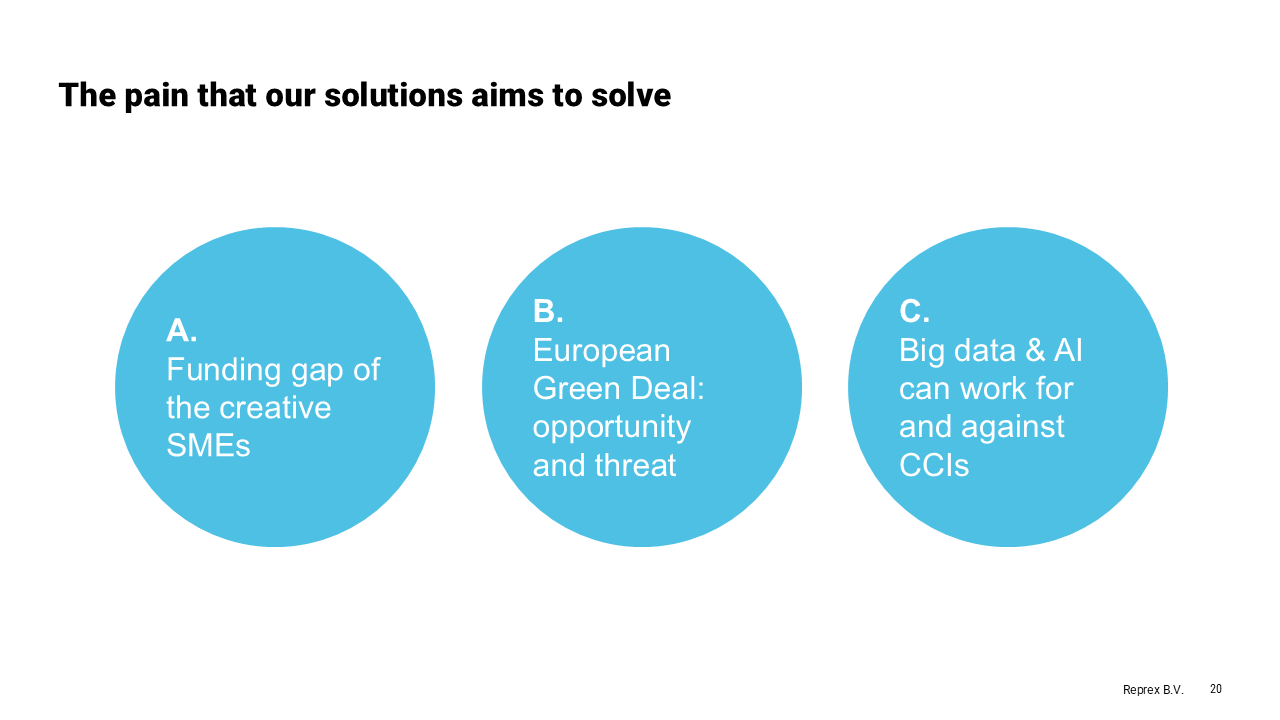 The pain that our solutions aims to solve
A.
Funding gap of
the creative
SMEs
B.
European
Green Deal:
opportunity
and threat
C.
Big data & AI
can work for
and against
CCIs
Reprex B.V. 20